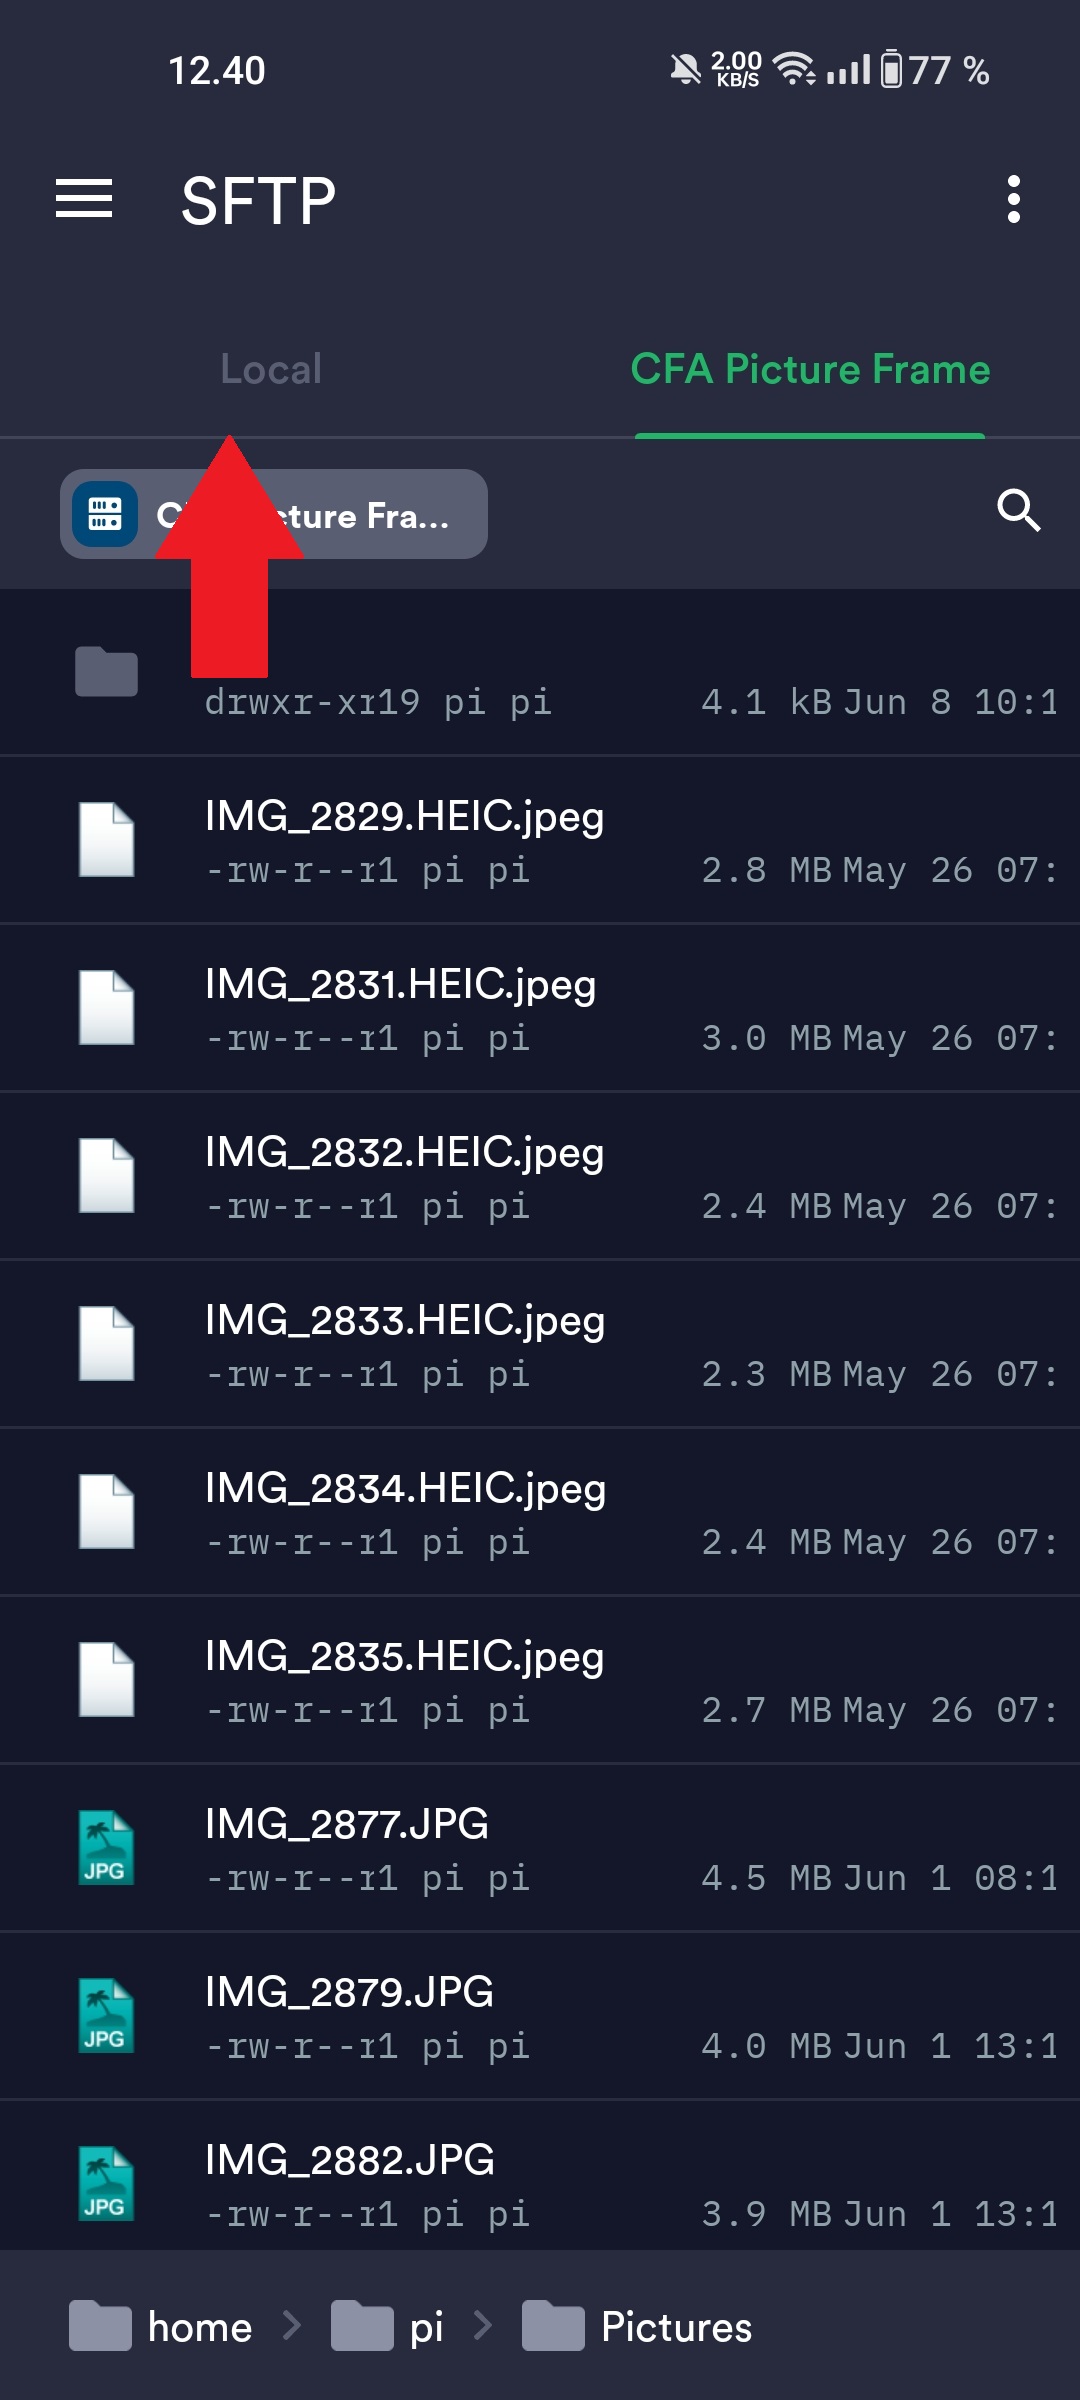 12.40
2.00 KB/S
77 %
SFTP
Local
CFA Picture Frame
Fra...
drwxr-xr19 pi pi 4.1 kB Jun 8 10:1
IMG_2829.HEIC.jpeg
-rw-r--r1 pi pi 2.8 MB May 26 07:
IMG_2831.HEIC.jpeg
-rw-r--r1 pi pi 3.0 MB May 26 07:
IMG_2832.HEIC.jpeg
-rw-r--r1 pi pi 2.4 MB May 26 07:
IMG_2833.HEIC.jpeg
-rw-r--r1 pi pi 2.3 MB May 26 07:
IMG_2834.HEIC.jpeg
-rw-r--r1 pi pi 2.4 MB May 26 07:
IMG_2835.HEIC.jpeg
-rw-r--r1 pi pi 2.7 MB May 26 07:
JPG
IMG_2877.JPG
-rw-r--r1 pi pi 4.5 MB Jun 1 08:1
JPG
IMG_2879.JPG
-rw-r--r1 pi pi 4.0 MB Jun 1 13:1
JPG
IMG_2882.JPG
-rw-r--r1 pi pi 3.9 MB Jun 1 13:1
home pi Pictures